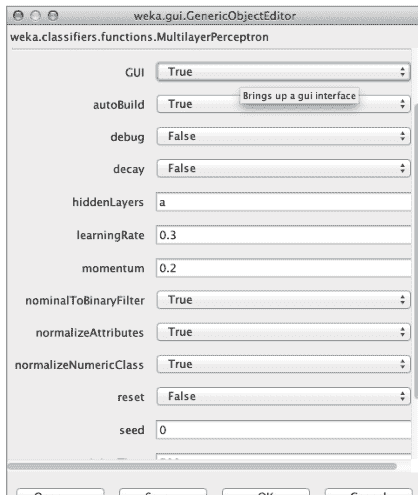 weka.gui.GenericObjectEditor
weka.classifiers.functions.MultilayerPerceptron
GUI True
Brings up a gui interface
autoBuild True
debug False
decay False
hiddenLayers a
learningRate 0.3
momentum 0.2
nominalToBinaryFilter True
normalizeAttributes True
normalizeNumericClass True
reset False
seed 0